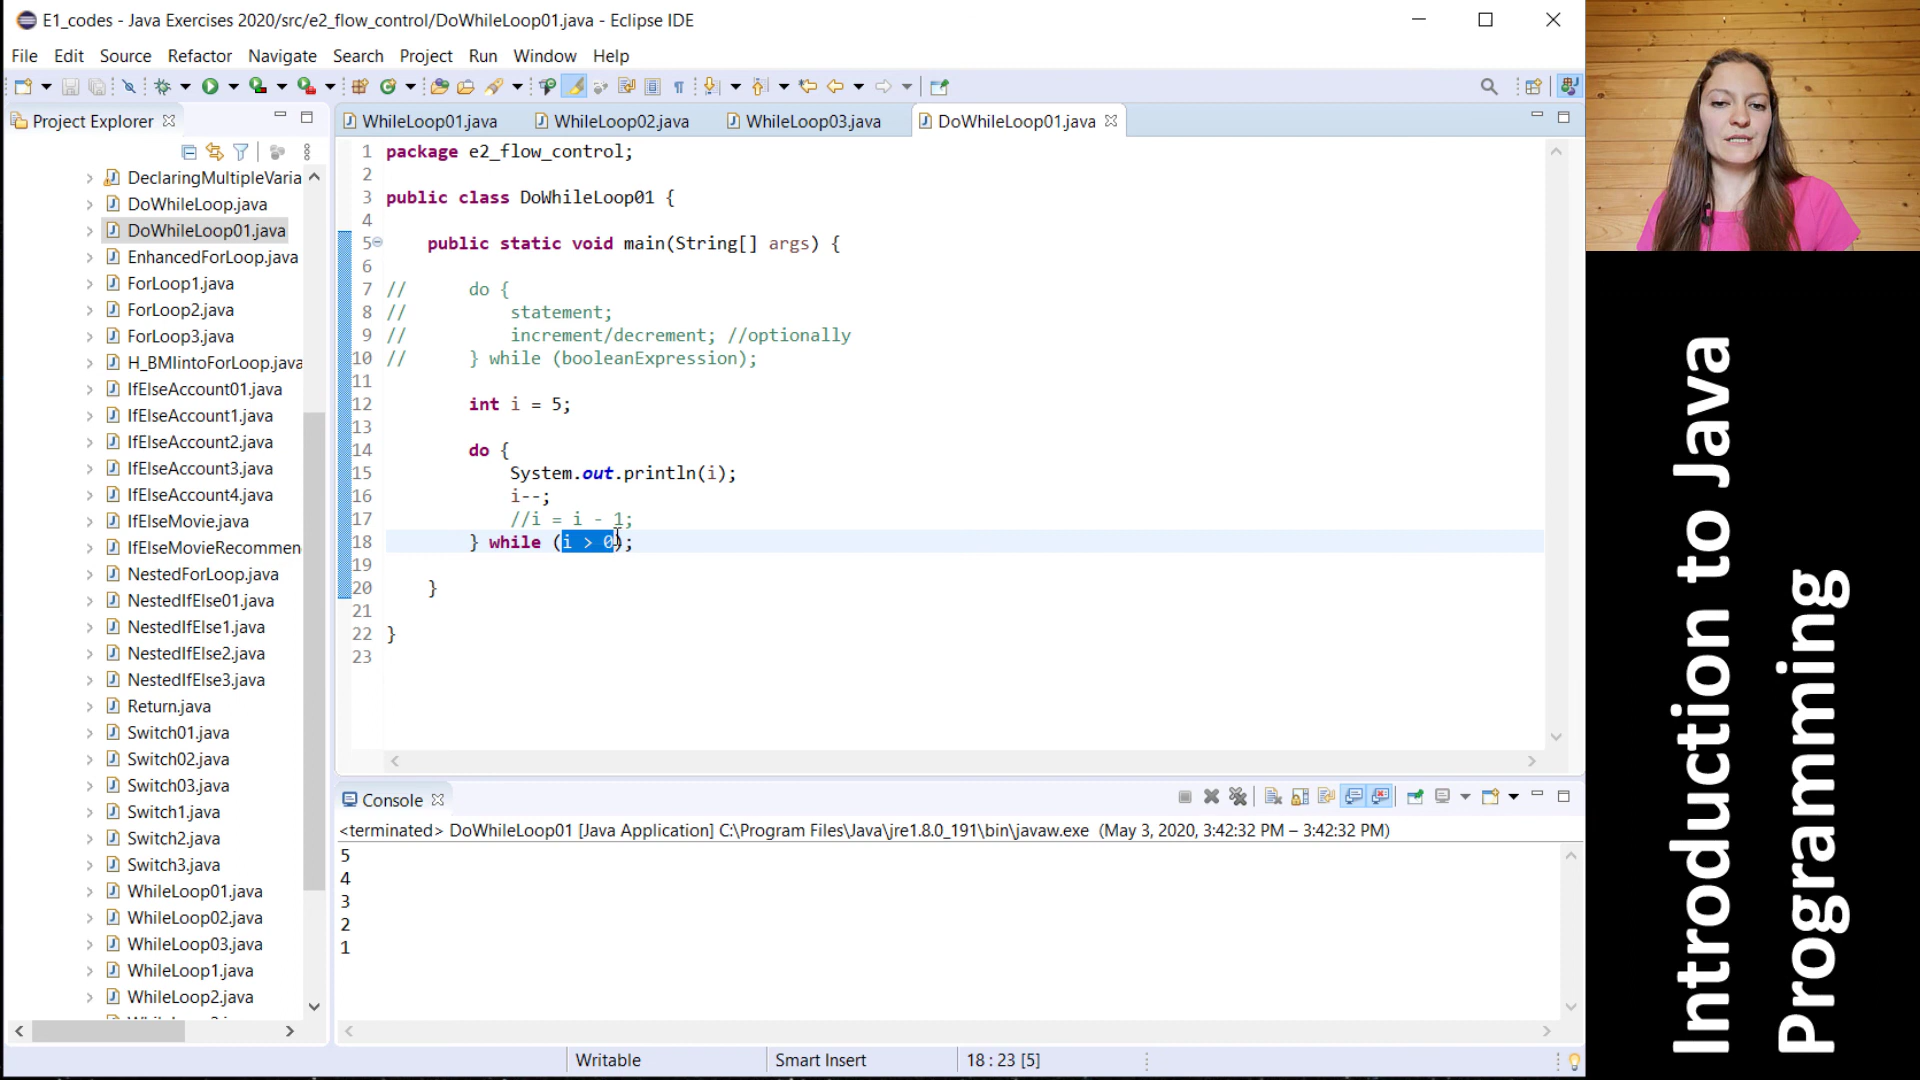 E1_codes - Java Exercises 2020/src/e2_flow_control/DoWhileLoop01.java - Eclipse IDE
File Edit Source Refactor Navigate Search Project Run Window Help
Project Explorer
DeclaringMultipleVaria
DoWhileLoop.java
DoWhileLoop01.java
EnhancedForLoop.java
ForLoop1.java
ForLoop2.java
ForLoop3.java
H_BMIintoForLoop.java
IfElseAccount01.java
IfElseAccount1.java
IfElseAccount2.java
IfElseAccount3.java
IfElseAccount4.java
IfElseMovie.java
IfElseMovieRecommen
NestedForLoop.java
NestedIfElse01.java
NestedIfElse1.java
NestedIfElse2.java
NestedIfElse3.java
Return.java
Switch01.java
Switch02.java
Switch03.java
Switch1.java
Switch2.java
Switch3.java
WhileLoop01.java
WhileLoop02.java
WhileLoop03.java
WhileLoop1.java
WhileLoop2.java
WhileLoop01.java WhileLoop02.java WhileLoop03.java DoWhileLoop01.java
1 package e2_flow_control;
2
3 public class DoWhileLoop01 {
4
5 public static void main(String[] args) {
6
7 // do {
8 // statement;
9 // increment/decrement; //optionally
10 // } while (booleanExpression);
11
12 int i = 5;
13
14 do {
15 System.out.println(i);
16 i--;
17 //i = i - 1;
18 } while (i > 0);
19
20 }
21
22 }
23
Console
<terminated> DoWhileLoop01 [Java Application] C:\Program Files\Java\jre1.8.0_191\bin\javaw.exe (May 3, 2020, 3:42:32 PM – 3:42:32 PM)
5
4
3
2
1
Writable Smart Insert 18 : 23 [5]
Introduction to Java
Programming